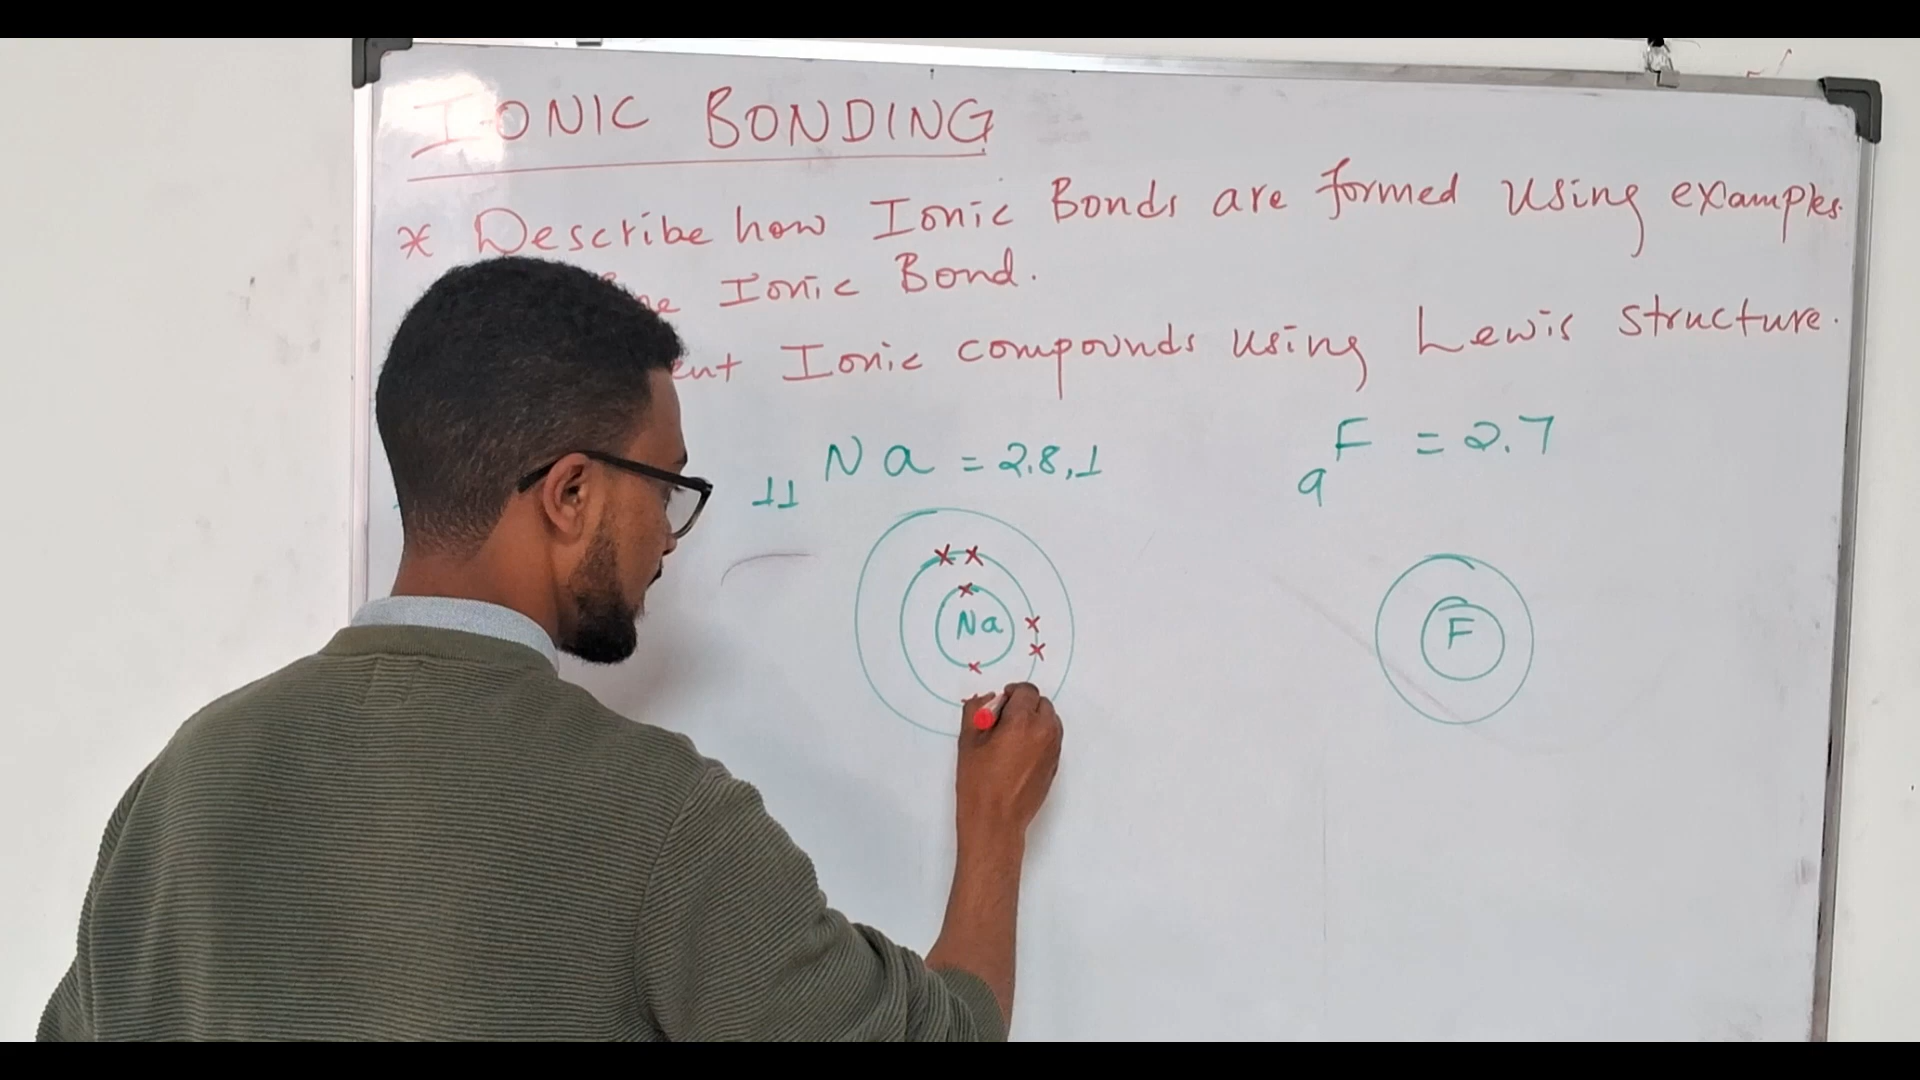 IONIC BONDING
* Describe how Ionic Bonds are formed using examples.
Ionic Bond.
Ionic compounds using Lewis structure.
11 Na = 2.8,1
9 F = 2.7
Na
F